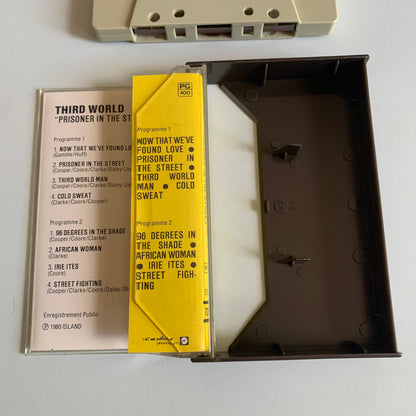 THIRD WORLD
"PRISONER IN THE ST
Programme 1
1. NOW THAT WE'VE FOUND LO
(Gamble/Huff)
2. PRISONER IN THE STREET
(Cooper/Clarke/Coore/Daley/Ja
3. THIRD WORLD MAN
(Cooper/Clarke/Coore/Daley/
4. COLD SWEAT
(Clarke/Coore/Cooper)
Programme 2
1. 96 DEGREES IN THE SHADE
(Cooper/Clarke)
2. AFRICAN WOMAN
(Clarke)
3. IRIE ITES
(Coore)
4. STREET FIGHTING
(Cooper/Clarke/Coore/Daley/St
Enregistrement Public
Ⓟ 1980 ISLAND
PG
400
Programme 1
NOW THAT WE'VE
FOUND LOVE •
PRISONER IN
THE STREET •
THIRD WORLD
MAN • COLD
SWEAT
Programme 2
96 DEGREES IN
THE SHADE •
AFRICAN WOMAN
• IRIE ITES •
STREET FIGH-
TING